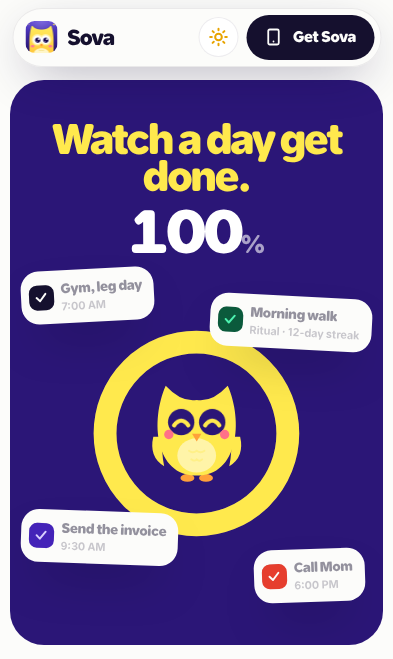 Sova
Get Sova
Watch a day get
done.
100%
Gym, leg day
7:00 AM
Morning walk
Ritual · 12-day streak
Send the invoice
9:30 AM
Call Mom
6:00 PM